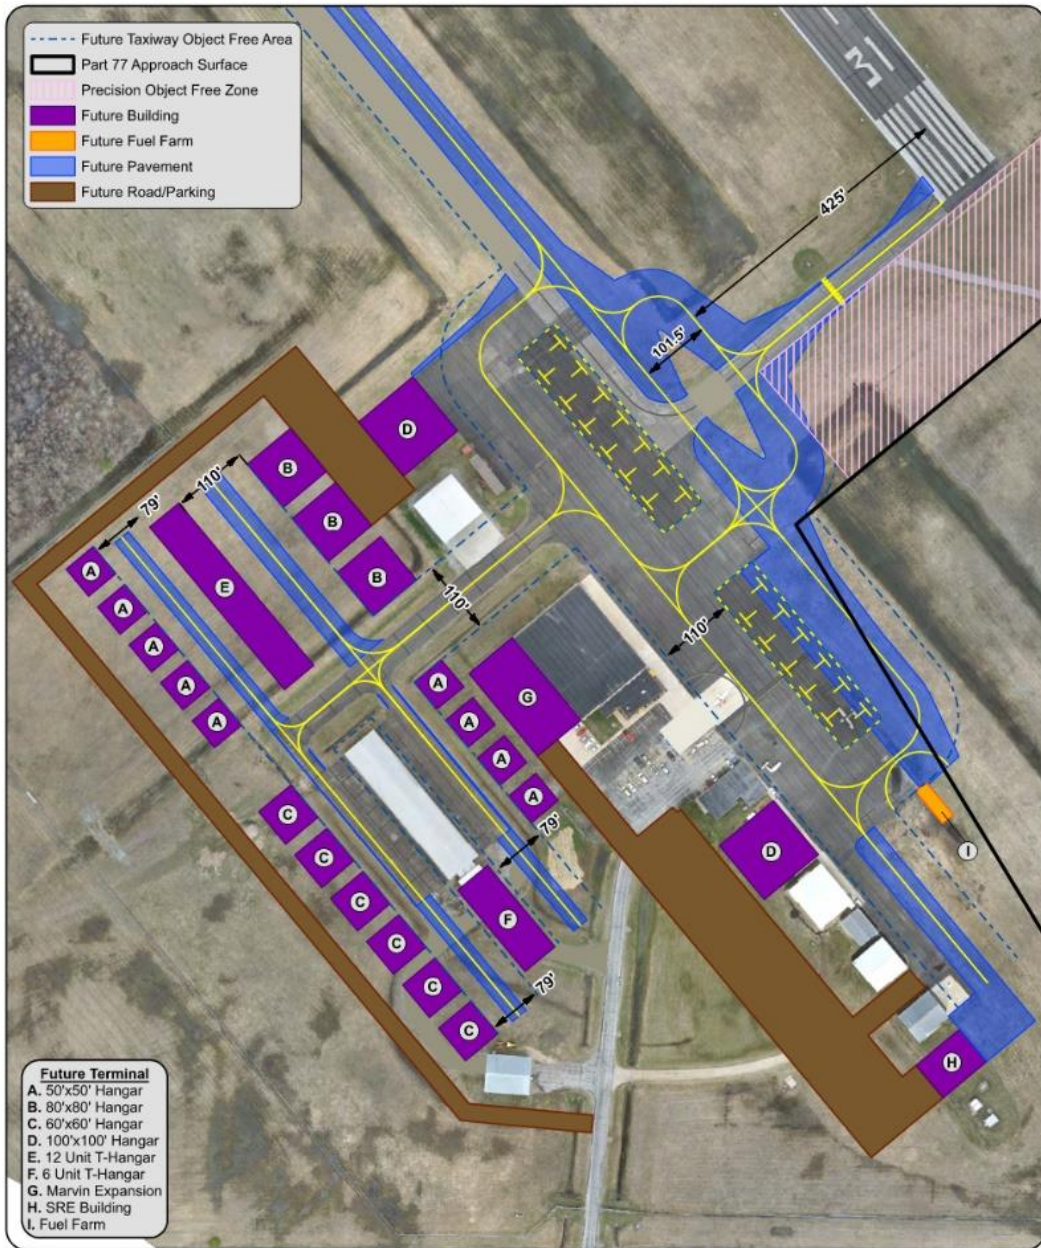 Future Taxiway Object Free Area
Part 77 Approach Surface
Precision Object Free Zone
Future Building
Future Fuel Farm
Future Pavement
Future Road/Parking
31
425'
101.5'
D
B
110'
B
79'
B
A
E
110'
A
110'
A
A
A
G
A
A
A
A
C
79'
D
I
C
C
F
C
79'
C
C
H
Future Terminal
A. 50'x50' Hangar
B. 80'x80' Hangar
C. 60'x60' Hangar
D. 100'x100' Hangar
E. 12 Unit T-Hangar
F. 6 Unit T-Hangar
G. Marvin Expansion
H. SRE Building
I. Fuel Farm